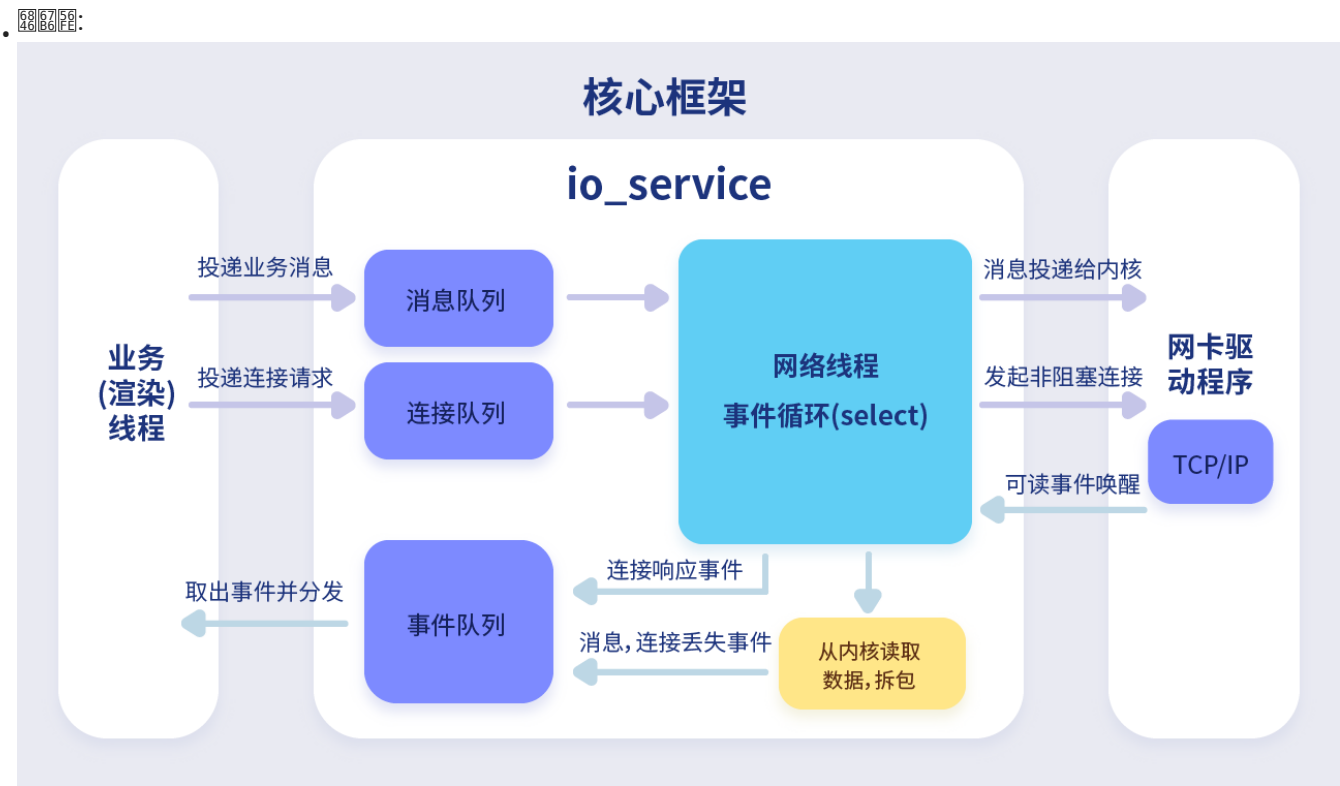 核心框架
io_service
投递业务消息
消息队列
消息投递给内核
业务
(渲染)
线程
投递连接请求
连接队列
网络线程
事件循环(select)
发起非阻塞连接
网卡驱
动程序
TCP/IP
可读事件唤醒
连接响应事件
取出事件并分发
事件队列
消息，连接丢失事件
从内核读取
数据，拆包